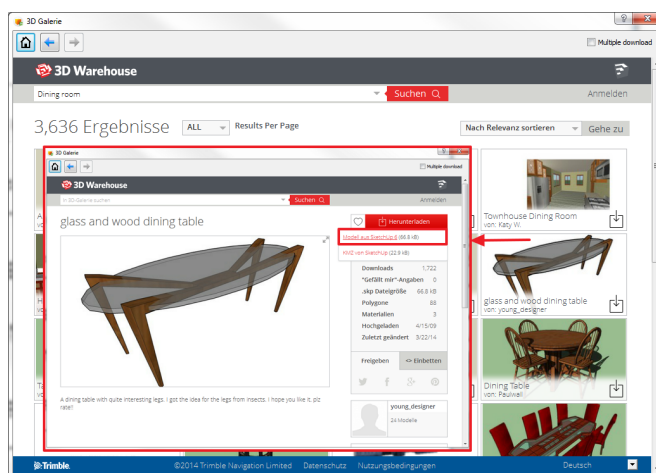 3D Galerie
Multiple download
3D Warehouse
Dining room
Suchen
Anmelden
3,636 Ergebnisse
ALL
Results Per Page
Nach Relevanz sortieren
Gehe zu
3D Galerie
Multiple download
3D Warehouse
In 3D-Galerie suchen
Suchen
Anmelden
glass and wood dining table
Herunterladen
Modell aus SketchUp 6 (66.8 kB)
KMZ von SketchUp (22.9 kB)
Downloads 1,722
"Gefällt mir"-Angaben 0
.skp Dateigröße 66.8 kB
Polygone 88
Materialien 3
Hochgeladen 4/15/09
Zuletzt geändert 3/22/14
Freigeben
<> Einbetten
A dining table with quite interesting legs. I got the idea for the legs from insects. I hope you like it. plz
rate!!
young_designer
24 Modelle
Townhouse Dining Room
von: Katy W.
glass and wood dining table
von: young_designer
Dining Table
von: Paulwall
Trimble.
©2014 Trimble Navigation Limited
Datenschutz
Nutzungsbedingungen
Deutsch